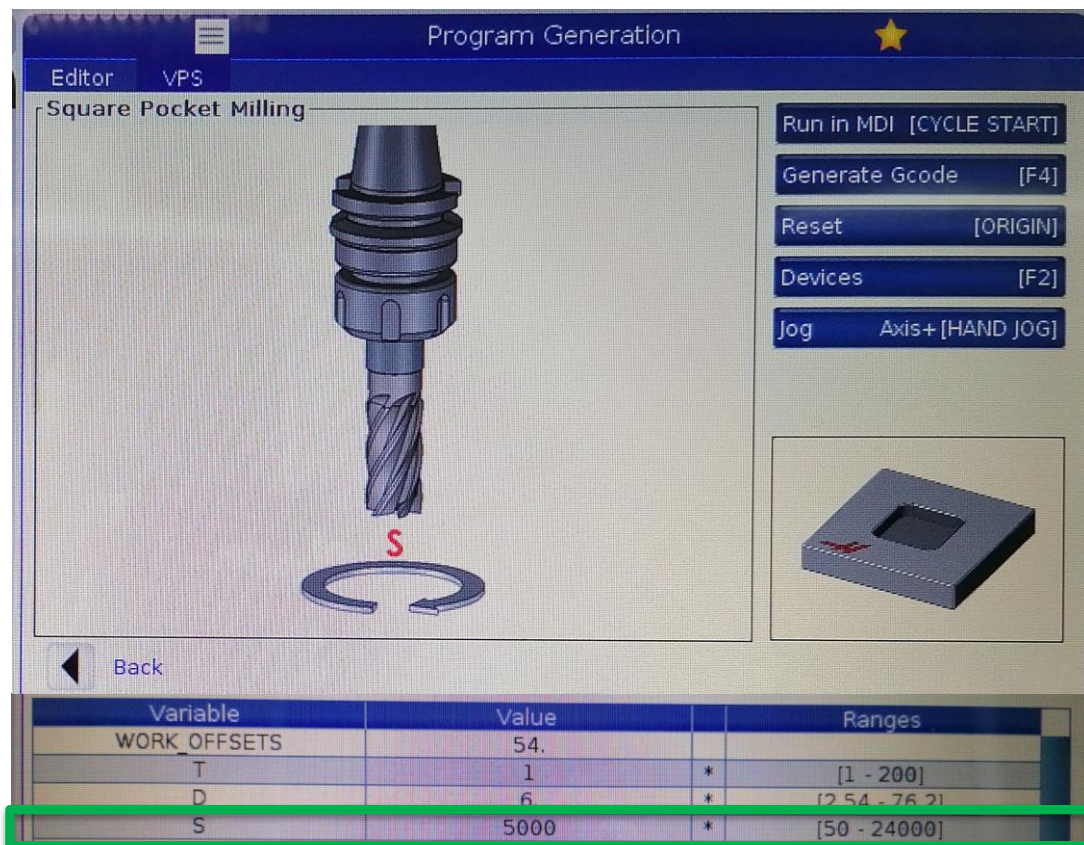 Program Generation
Editor VPS
Square Pocket Milling
Run in MDI [CYCLE START]
Generate Gcode [F4]
Reset [ORIGIN]
Devices [F2]
Jog Axis+[HAND JOG]
S
Back
Variable Value Ranges
WORK_OFFSETS 54.
T 1 * [1 - 200]
D 6. * [2.54 - 76.2]
S 5000 * [50 - 24000]